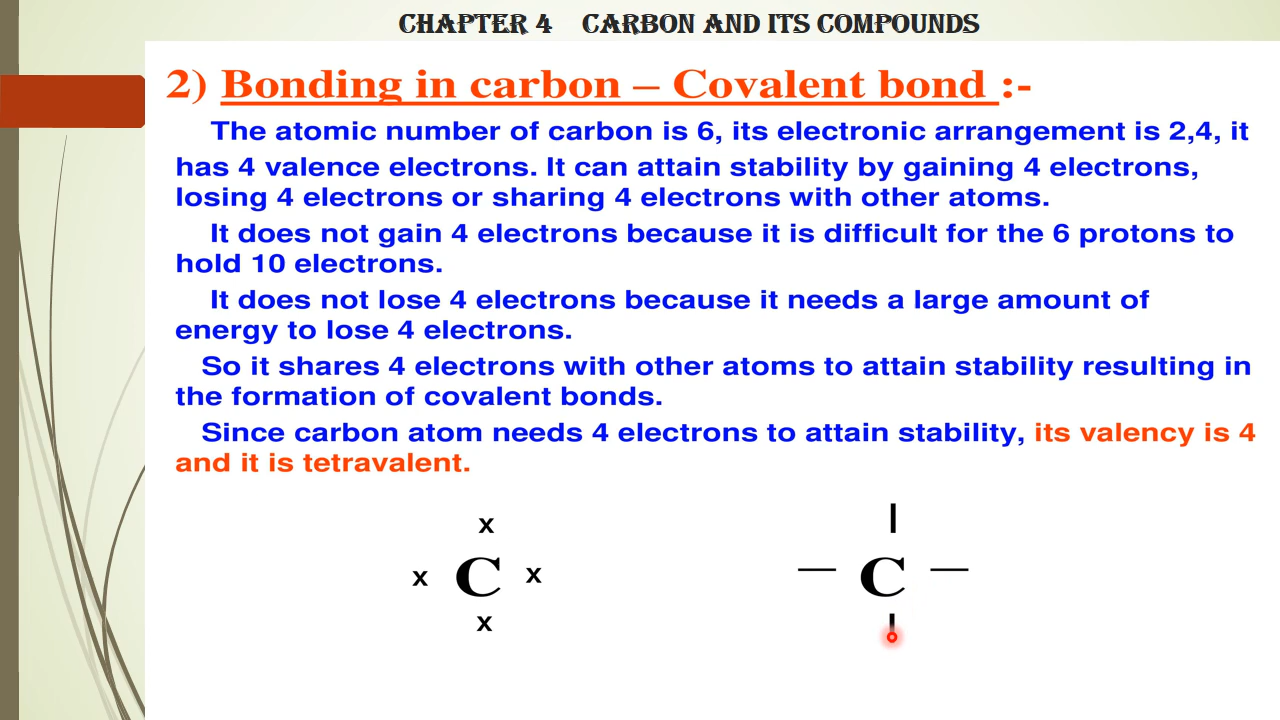 CHAPTER 4 CARBON AND ITS COMPOUNDS
2) Bonding in carbon – Covalent bond :-
The atomic number of carbon is 6, its electronic arrangement is 2,4, it
has 4 valence electrons. It can attain stability by gaining 4 electrons,
losing 4 electrons or sharing 4 electrons with other atoms.
It does not gain 4 electrons because it is difficult for the 6 protons to
hold 10 electrons.
It does not lose 4 electrons because it needs a large amount of
energy to lose 4 electrons.
So it shares 4 electrons with other atoms to attain stability resulting in
the formation of covalent bonds.
Since carbon atom needs 4 electrons to attain stability, its valency is 4
and it is tetravalent.
x
x C x
x
C